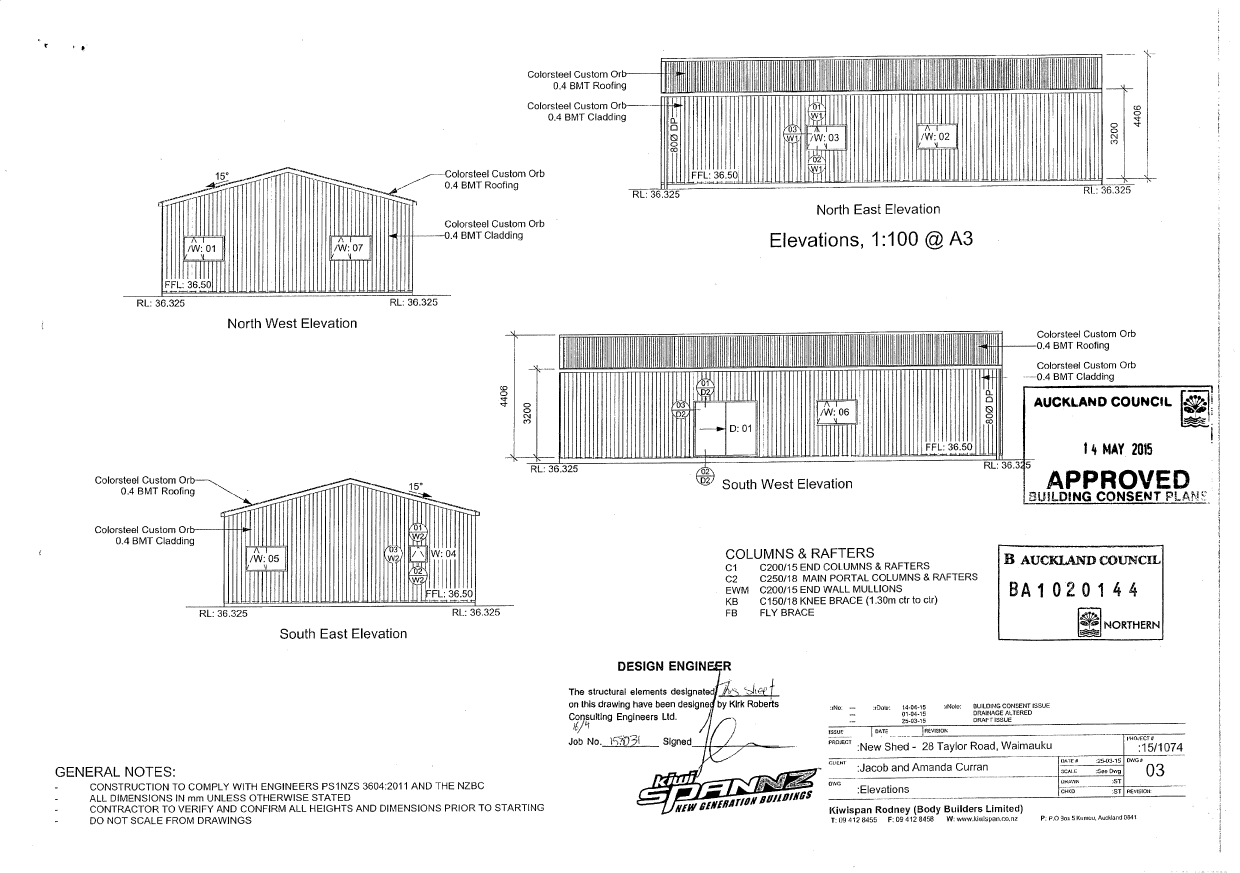 Colorsteel Custom Orb
0.4 BMT Roofing
Colorsteel Custom Orb
0.4 BMT Cladding
80Ø DP
01
W1
03
W1
/W: 03
02
W1
/W: 02
FFL: 36.50
3200
4406
RL: 36.325
RL: 36.325
North East Elevation
Elevations, 1:100 @ A3
15°
Colorsteel Custom Orb
0.4 BMT Roofing
Colorsteel Custom Orb
0.4 BMT Cladding
/W: 01
/W: 07
FFL: 36.50
RL: 36.325
RL: 36.325
North West Elevation
Colorsteel Custom Orb
0.4 BMT Roofing
Colorsteel Custom Orb
0.4 BMT Cladding
4406
3200
01
D2
03
D2
D: 01
02
D2
/W: 06
80Ø DP
FFL: 36.50
RL: 36.325
RL: 36.325
South West Elevation
AUCKLAND COUNCIL
14 MAY 2015
APPROVED
BUILDING CONSENT PLANS
Colorsteel Custom Orb
0.4 BMT Roofing
Colorsteel Custom Orb
0.4 BMT Cladding
15°
/W: 05
01
W2
03
W2
W: 04
02
W2
FFL: 36.50
RL: 36.325
RL: 36.325
South East Elevation
COLUMNS & RAFTERS
C1 C200/15 END COLUMNS & RAFTERS
C2 C250/18 MAIN PORTAL COLUMNS & RAFTERS
EWM C200/15 END WALL MULLIONS
KB C150/18 KNEE BRACE (1.30m ctr to ctr)
FB FLY BRACE
B AUCKLAND COUNCIL
BA1020144
NORTHERN
DESIGN ENGINEER
The structural elements designated This sheet
on this drawing have been designed by Kirk Roberts
Consulting Engineers Ltd.
16/4
Job No. 153031 Signed
kiwi
SPANNZ
NEW GENERATION BUILDINGS
:No: :Date: 14-04-15 :Note: BUILDING CONSENT ISSUE
01-04-15 DRAINAGE ALTERED
25-03-15 DRAFT ISSUE
ISSUE DATE REVISION
PROJECT :New Shed - 28 Taylor Road, Waimauku
PROJECT # :15/1074
CLIENT :Jacob and Amanda Curran
DATE # :25-03-15
SCALE :See Dwg
DRAWN :ST
CHKD :ST
DWG # 03
REVISION:
DWG :Elevations
Kiwispan Rodney (Body Builders Limited)
T: 09 412 8455 F: 09 412 8458 W: www.kiwispan.co.nz P: P.O Box 5 Kumeu, Auckland 0841
GENERAL NOTES:
- CONSTRUCTION TO COMPLY WITH ENGINEERS PS1NZS 3604:2011 AND THE NZBC
- ALL DIMENSIONS IN mm UNLESS OTHERWISE STATED
- CONTRACTOR TO VERIFY AND CONFIRM ALL HEIGHTS AND DIMENSIONS PRIOR TO STARTING
- DO NOT SCALE FROM DRAWINGS